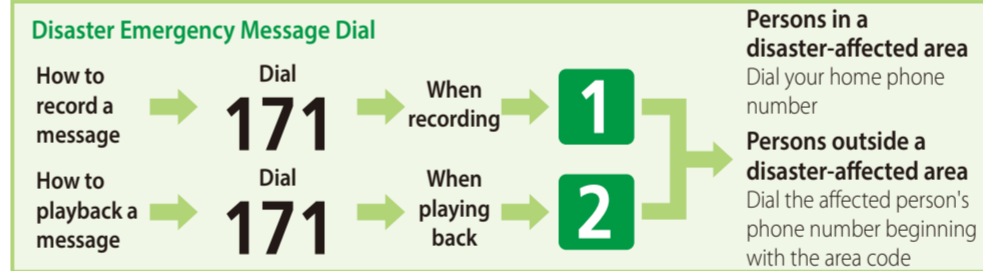 Disaster Emergency Message Dial
How to
record a
message
Dial
171
When
recording
1
How to
playback a
message
Dial
171
When
playing
back
2
Persons in a
disaster-affected area
Dial your home phone
number
Persons outside a
disaster-affected area
Dial the affected person's
phone number beginning
with the area code